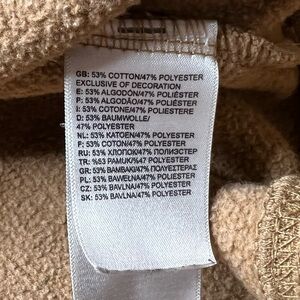 GB: 53% COTTON/47% POLYESTER
EXCLUSIVE OF DECORATION
E: 53% ALGODÓN/47% POLIÉSTER
P: 53% ALGODÃO/47% POLIÉSTER
I: 53% COTONE/47% POLIESTERE
D: 53% BAUMWOLLE/
47% POLYESTER
NL: 53% KATOEN/47% POLYESTER
F: 53% COTON/47% POLYESTER
RU: 53% ХЛОПОК/47% ПОЛИЭСТЕР
TR: %53 PAMUK/%47 POLYESTER
GR: 53% ΒΑΜΒΑΚΙ/47% ΠΟΛΥΕΣΤΕΡΑΣ
PL: 53% BAWEŁNA/47% POLYESTER
CZ: 53% BAVLNA/47% POLYESTER
SK: 53% BAVLNA/47% POLYESTER